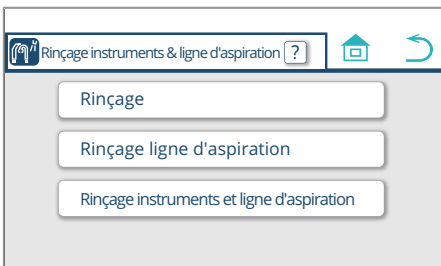 Rinçage instruments & ligne d'aspiration ?
Rinçage
Rinçage ligne d'aspiration
Rinçage instruments et ligne d'aspiration